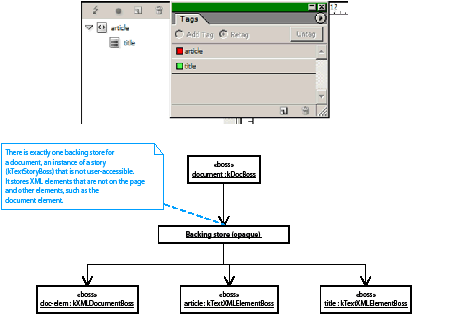 17
article
title
Tags
Add Tag Retag Untag
article
title
There is exactly one backing store for
a document, an instance of a story
(kTextStoryBoss) that is not user-accessible.
It stores XML elements that are not on the page
and other elements, such as the
document element.
«boss»
document : kDocBoss
Backing store (opaque)
«boss»
doc-elem : kXMLDocumentBoss
«boss»
article : kTextXMLElementBoss
«boss»
title : kTextXMLElementBoss